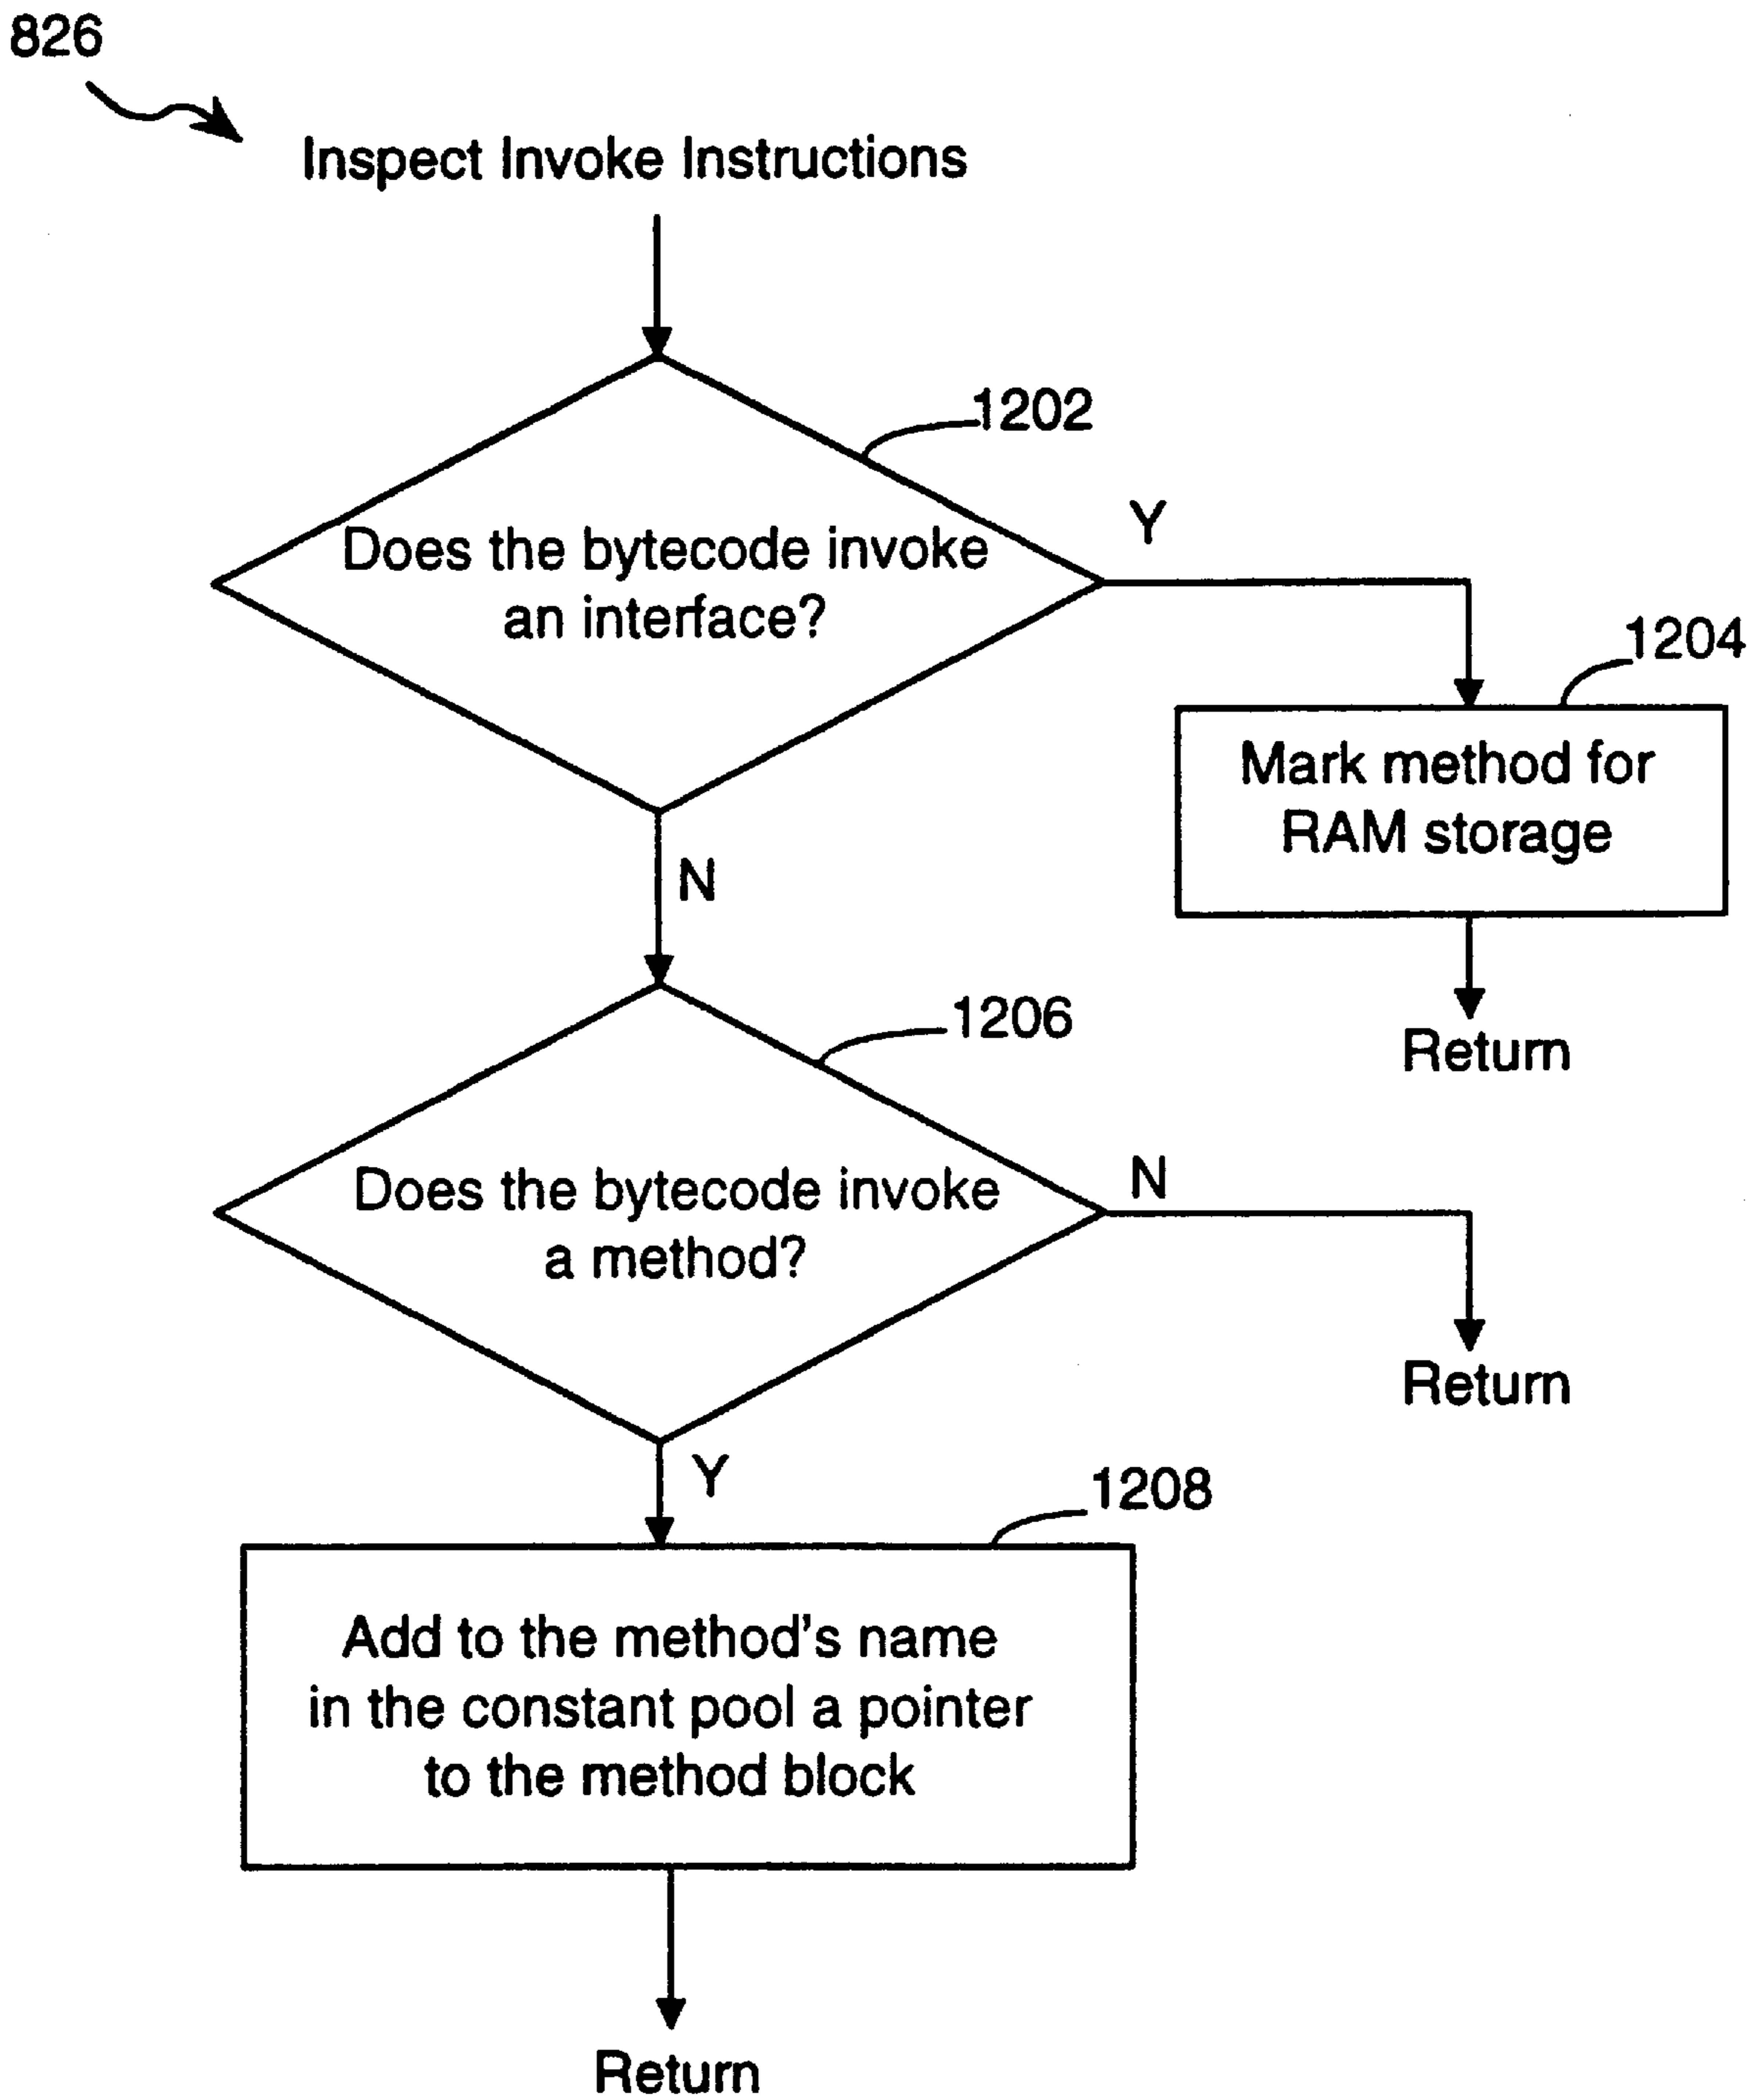 826
Inspect Invoke Instructions
1202
Does the bytecode invoke
an interface?
Y
1204
Mark method for
RAM storage
Return
N
1206
Does the bytecode invoke
a method?
N
Return
Y
1208
Add to the method's name
in the constant pool a pointer
to the method block
Return